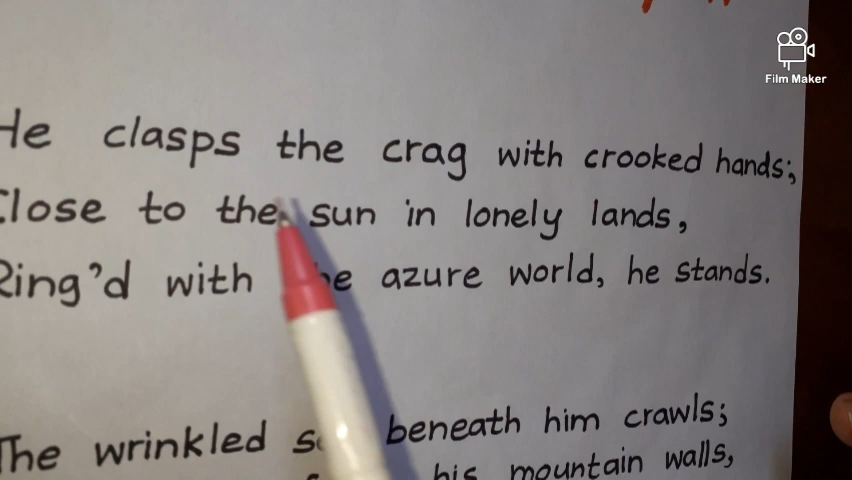 Film Maker
He clasps the crag with crooked hands;
Close to the sun in lonely lands,
Ring'd with the azure world, he stands.
The wrinkled beneath him crawls;
his mountain walls,